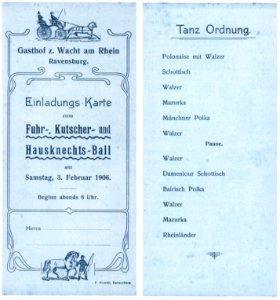 Gasthof z. Wacht am Rhein
Ravensburg.
Einladungs-Karte
zum
Fuhr-, Kutscher- und
Hausknechts-Ball
am
Samstag, 3. Februar 1906.
Beginn abends 8 Uhr.
Herrn
Ravensburg
Tanz Ordnung.
Polonaise mit Walzer
Schottisch
Walzer
Mazurka
Münchner Polka
Walzer
Pause.
Walzer
Damentour Schottisch
Bairisch Polka
Walzer
Mazurka
Rheinländer